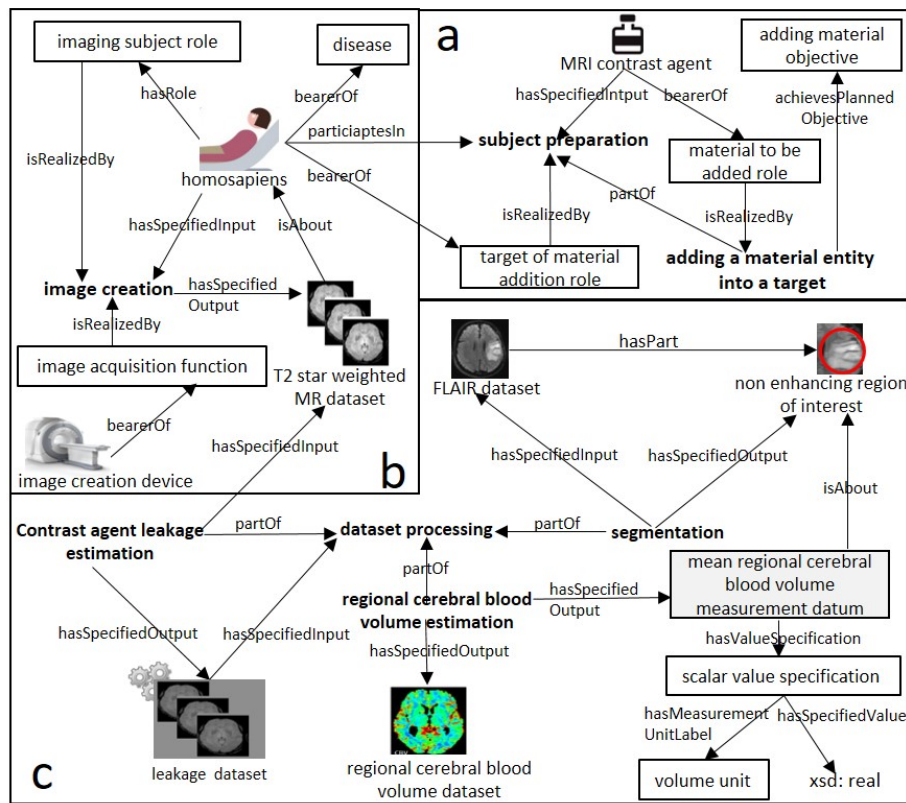 imaging subject role
disease
a
adding material
objective
MRI contrast agent
hasRole
bearerOf
hasSpecifiedIntput
bearerOf
achievesPlanned
Objective
particiaptesIn
subject preparation
material to be
added role
isRealizedBy
homosapiens
bearerOf
partOf
hasSpecifiedInput
isAbout
isRealizedBy
isRealizedBy
target of material
addition role
adding a material entity
into a target
image creation
hasSpecified
Output
isRealizedBy
image acquisition function
T2 star weighted
MR dataset
hasPart
FLAIR dataset
non enhancing region
of interest
bearerOf
hasSpecifiedInput
b
image creation device
hasSpecifiedInput
hasSpecifiedOutput
isAbout
Contrast agent leakage
estimation
partOf
dataset processing
partOf
segmentation
partOf
mean regional cerebral
blood volume
measurement datum
regional cerebral blood
volume estimation
hasSpecified
Output
hasSpecifiedOutput
hasSpecifiedInput
hasSpecifiedOutput
hasValueSpecification
scalar value specification
hasMeasurement
UnitLabel
hasSpecifiedValue
CBV
c
leakage dataset
regional cerebral blood
volume dataset
volume unit
xsd: real